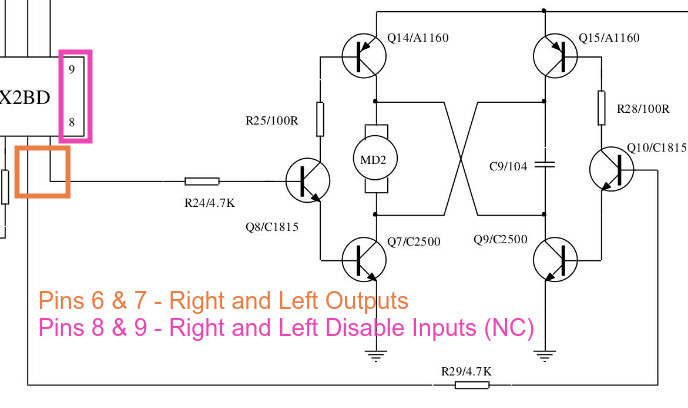 Q14/A1160
Q15/A1160
9
X2BD
8
R25/100R
R28/100R
MD2
C9/104
Q10/C1815
R24/4.7K
Q8/C1815
Q7/C2500
Q9/C2500
Pins 6 & 7 - Right and Left Outputs
Pins 8 & 9 - Right and Left Disable Inputs (NC)
R29/4.7K